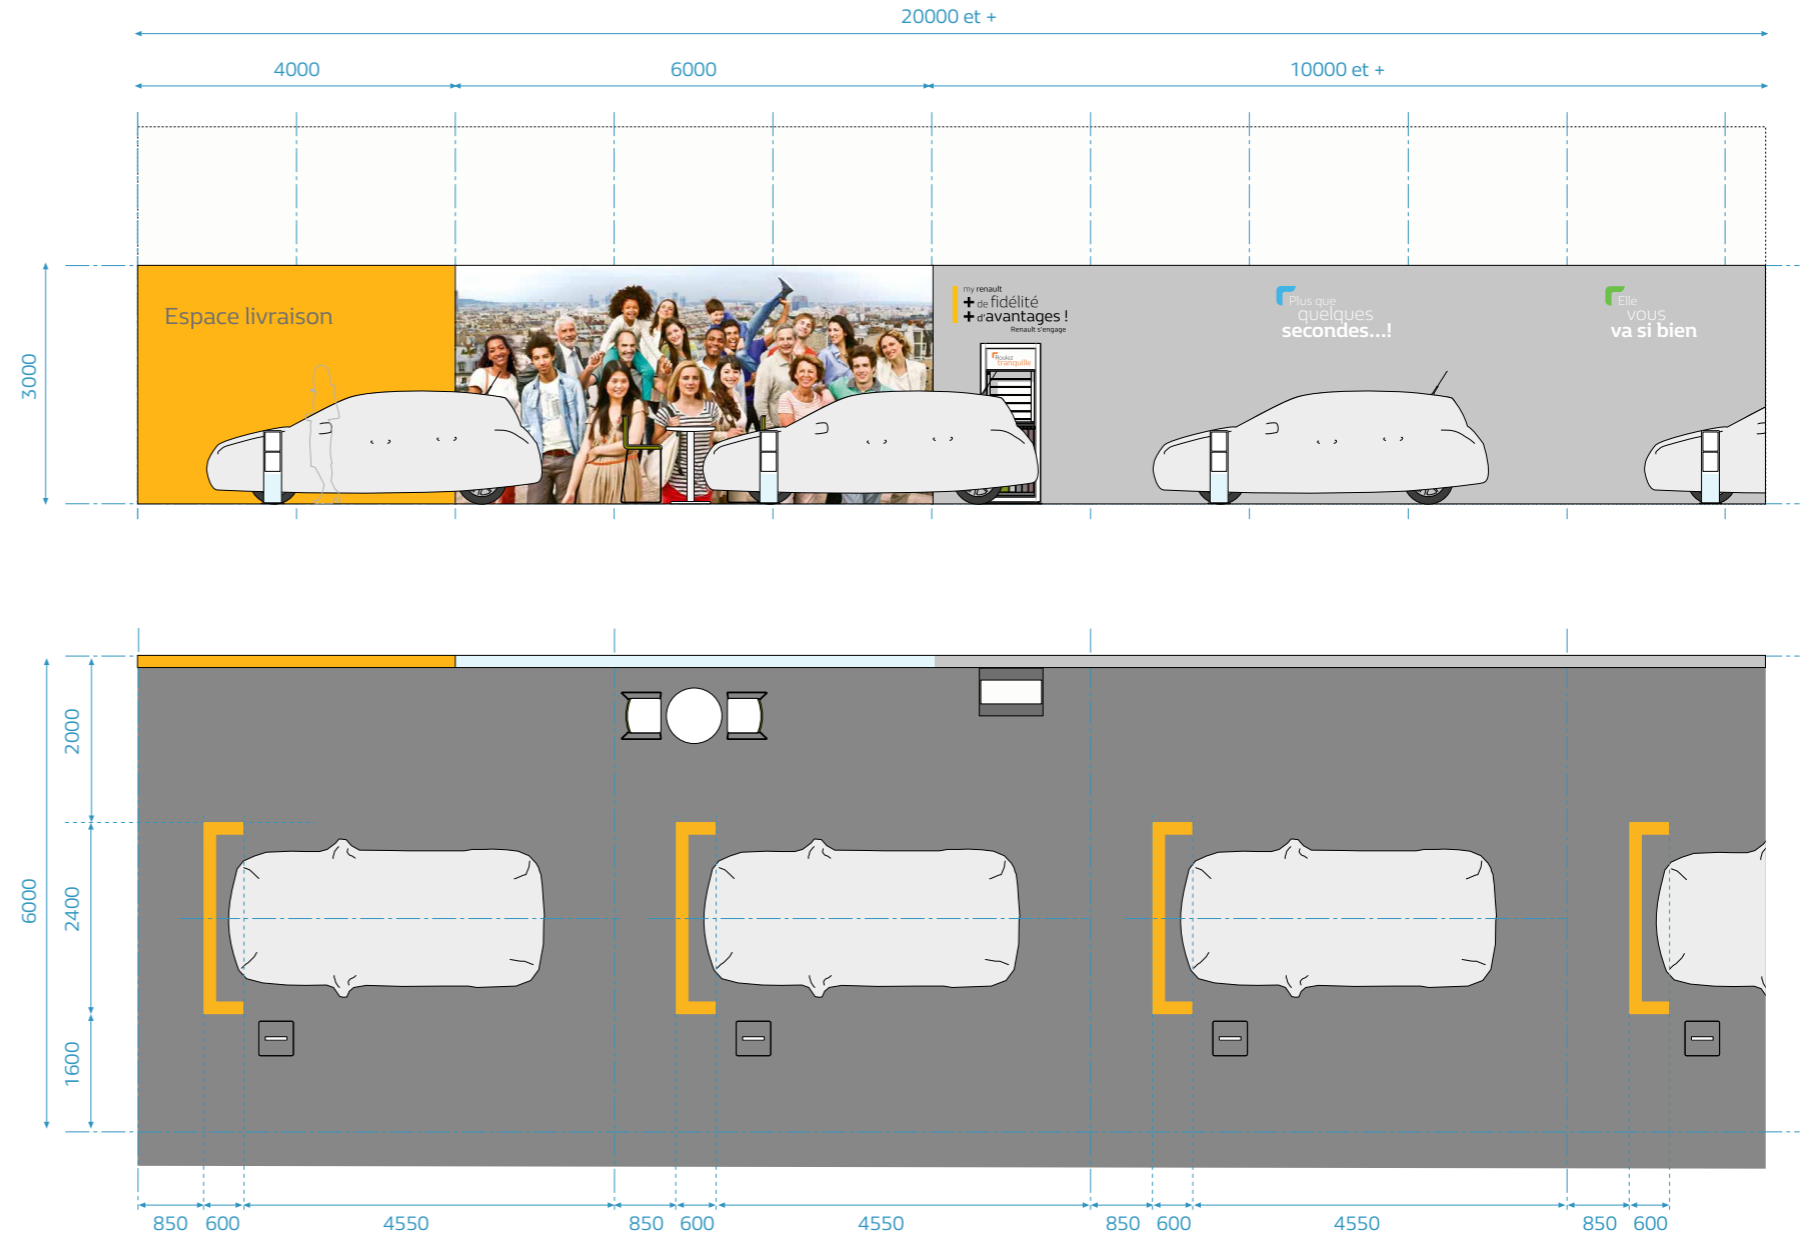 20000 et +
4000
6000
10000 et +
Espace livraison
my renault
+ de fidélité
+ d'avantages !
Renault s'engage
Roulez
tranquille
Plus que
quelques
secondes...!
Elle
vous
va si bien
3000
6000
2000
2400
1600
850 600 4550 850 600 4550 850 600 4550 850 600